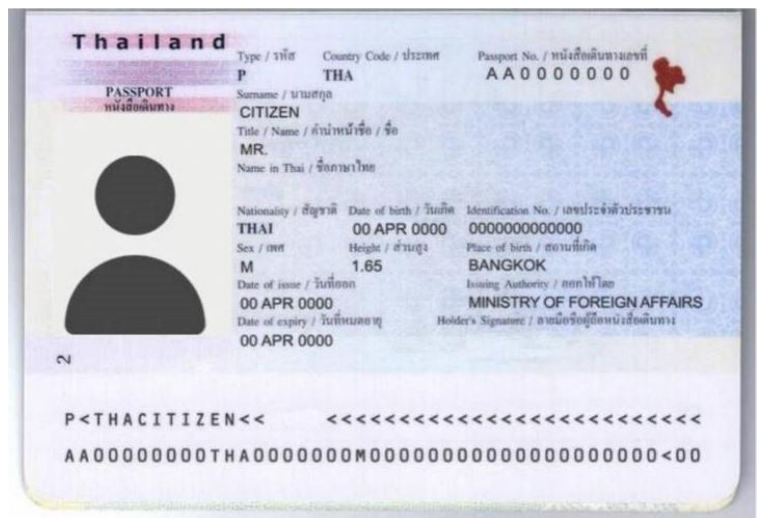 Thailand
PASSPORT
หนังสือเดินทาง
Type / รหัส Country Code / ประเทศ Passport No. / หนังสือเดินทางเลขที่
P THA AA0000000
Surname / นามสกุล
CITIZEN
Title / Name / คำนำหน้าชื่อ / ชื่อ
MR.
Name in Thai / ชื่อภาษาไทย
Nationality / สัญชาติ Date of birth / วันเกิด Identification No. / เลขประจำตัวประชาชน
THAI 00 APR 0000 0000000000000
Sex / เพศ Height / ส่วนสูง Place of birth / สถานที่เกิด
M 1.65 BANGKOK
Date of issue / วันที่ออก Issuing Authority / ออกให้โดย
00 APR 0000 MINISTRY OF FOREIGN AFFAIRS
Date of expiry / วันที่หมดอายุ Holder's Signature / ลายมือชื่อผู้ถือหนังสือเดินทาง
00 APR 0000
2
P<THACITIZEN<< <<<<<<<<<<<<<<<<<<<<<<<<<<
AA00000000THA0000000M00000000000000000000<00